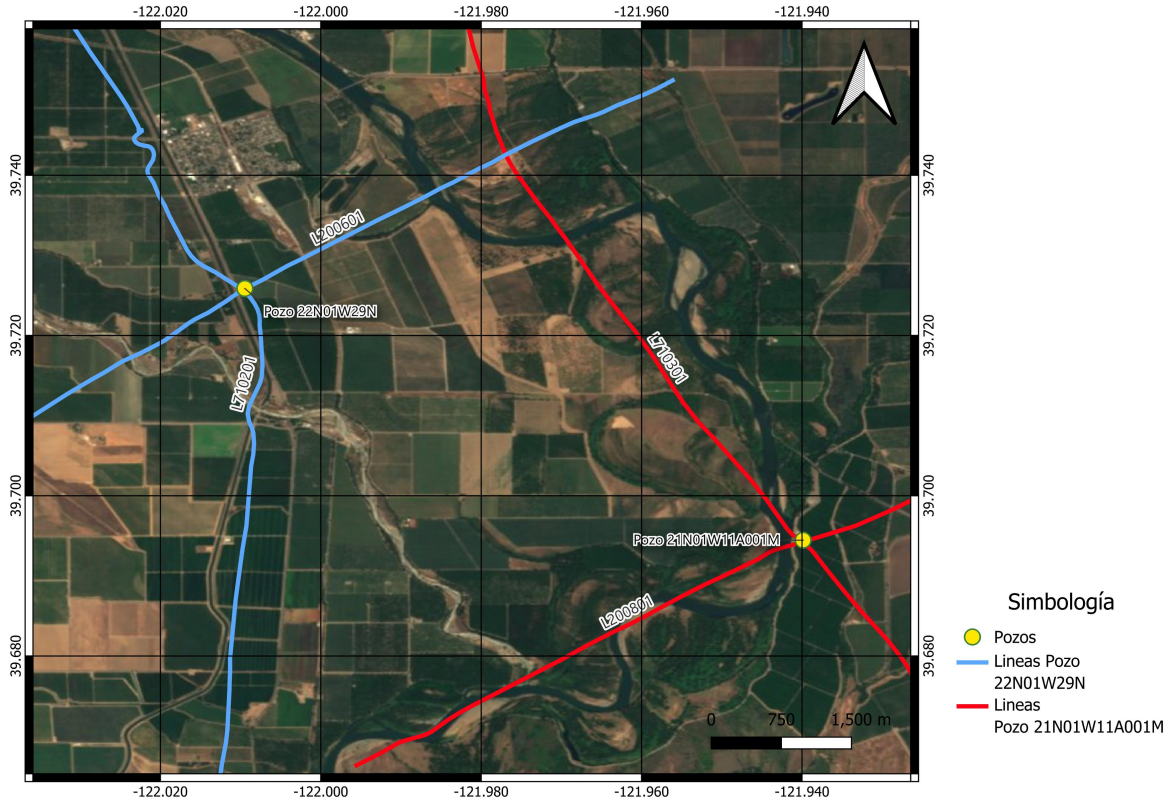 -122.020 -122.000 -121.980 -121.960 -121.940
39.740 39.740
L200601
Pozo 22N01W29N
39.720 39.720
L710301
L710201
39.700 39.700
Pozo 21N01W11A001M
L200801
39.680 39.680
0 750 1,500 m
-122.020 -122.000 -121.980 -121.960 -121.940
Simbología
Pozos
Lineas Pozo
22N01W29N
Lineas
Pozo 21N01W11A001M